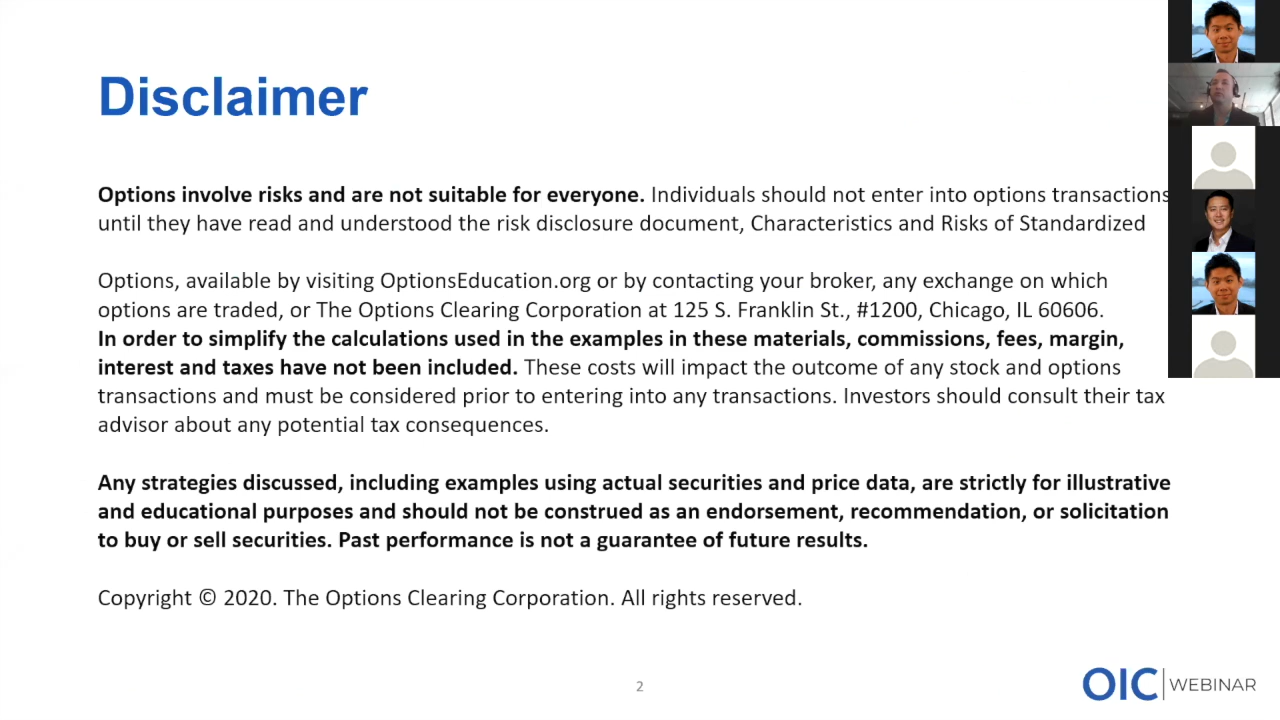 Disclaimer
Options involve risks and are not suitable for everyone. Individuals should not enter into options transactions
until they have read and understood the risk disclosure document, Characteristics and Risks of Standardized
Options, available by visiting OptionsEducation.org or by contacting your broker, any exchange on which
options are traded, or The Options Clearing Corporation at 125 S. Franklin St., #1200, Chicago, IL 60606.
In order to simplify the calculations used in the examples in these materials, commissions, fees, margin,
interest and taxes have not been included. These costs will impact the outcome of any stock and options
transactions and must be considered prior to entering into any transactions. Investors should consult their tax
advisor about any potential tax consequences.
Any strategies discussed, including examples using actual securities and price data, are strictly for illustrative
and educational purposes and should not be construed as an endorsement, recommendation, or solicitation
to buy or sell securities. Past performance is not a guarantee of future results.
Copyright © 2020. The Options Clearing Corporation. All rights reserved.
2
OIC WEBINAR